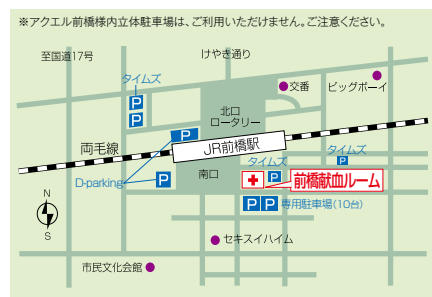 ※アクエル前橋様内立体駐車場は、ご利用いただけません。ご注意ください。
至国道17号
けやき通り
タイムズ
P
P
交番
ビッグボーイ
北口
ロータリー
P
両毛線
JR前橋駅
タイムズ
タイムズ
P
D-parking
P
南口
P
前橋献血ルーム
N
S
P P 専用駐車場(10台)
セキスイハイム
市民文化会館